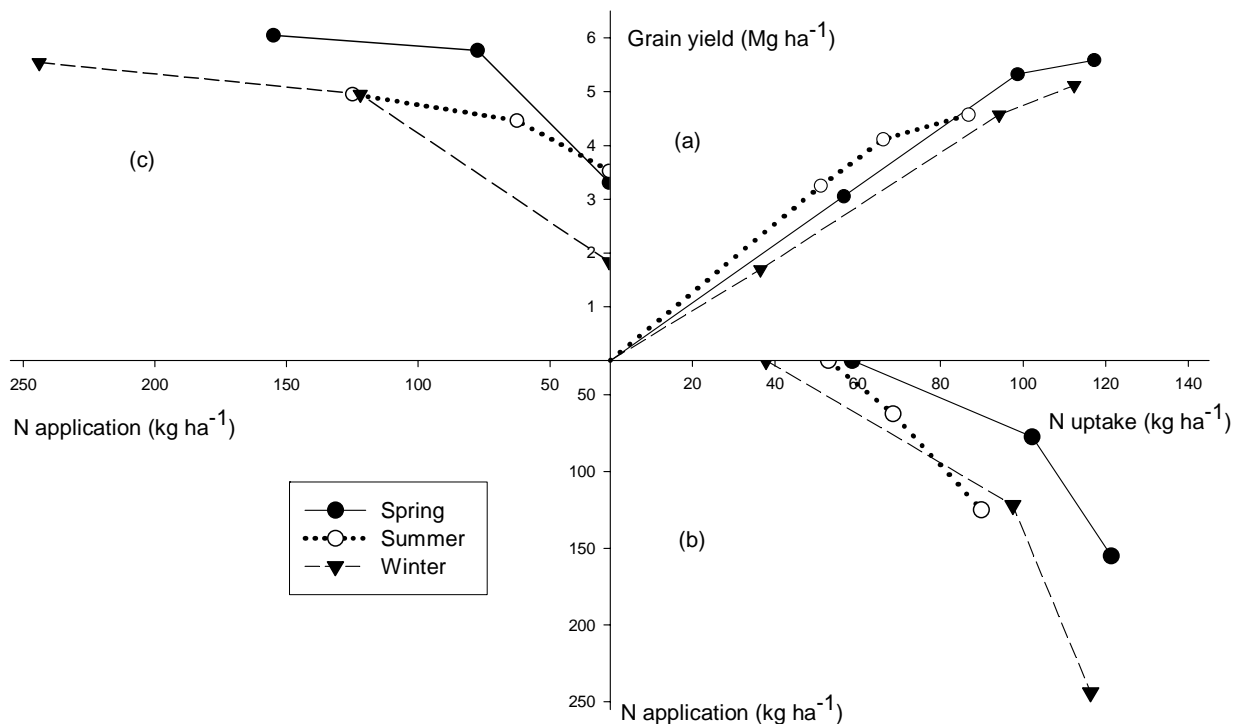 6
Grain yield (Mg ha-1)
5
(c)
(a)
4
3
2
1
250
200
150
100
50
20
40
60
80
100
120
140
N application (kg ha-1)
50
N uptake (kg ha-1)
100
Spring
Summer
Winter
(b)
150
200
250
N application (kg ha-1)